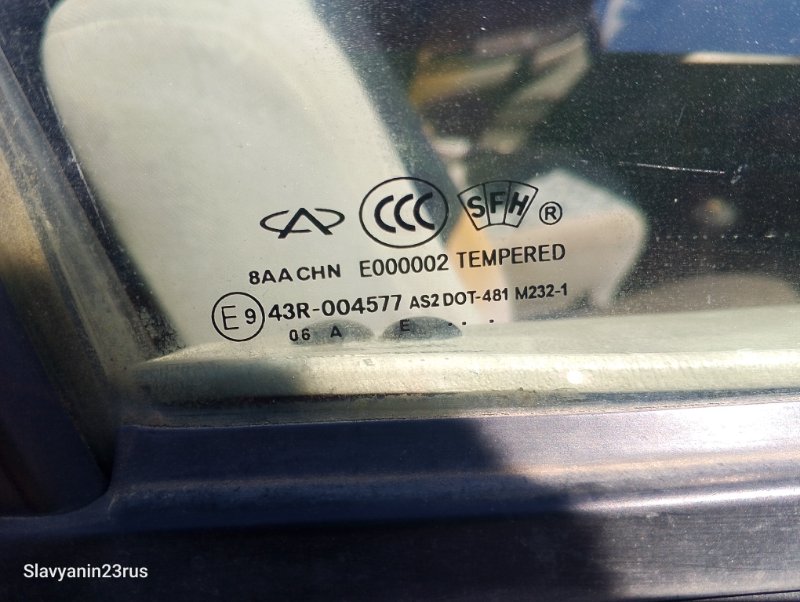 CCC SFH ®
8AA CHN E000002 TEMPERED
E9 43R-004577 AS2 DOT-481 M232-1
06 A E . . .
Slavyanin23rus